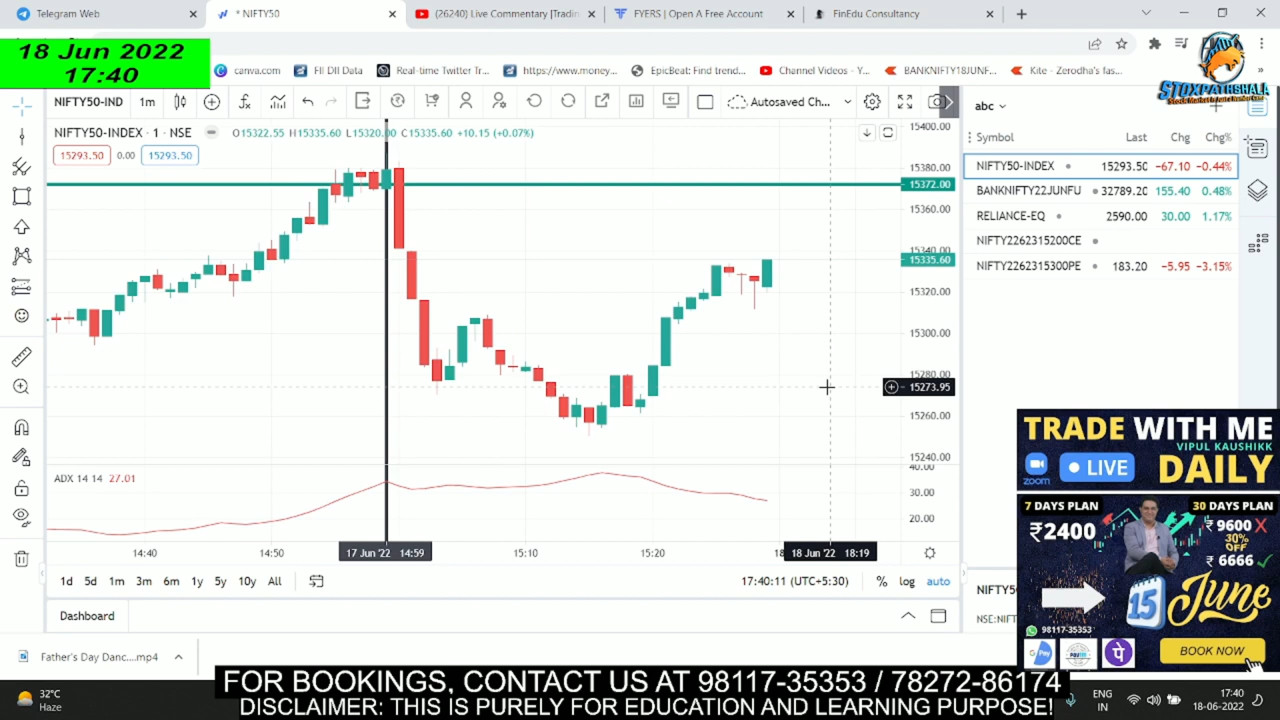 Telegram Web
* NIFTY50
(26240) Live Commentary [Tradin
FYERS | Open A Free Account
FinEdu Consultancy
18 Jun 2022
17:40
canva.com
FII DII Data
Real-time Twitter Tr...
https://www.money...
EpicBeat: Find trend...
Channel Videos - Y...
BANKNIFTY18JUNF...
Kite - Zerodha's fas...
STOXPATHSHALA
NIFTY50-IND
1m
Autosaved Ch...
abc
NIFTY50-INDEX · 1 · NSE
O15322.55 H15335.60 L15320.00 C15335.60 +10.15 (+0.07%)
15293.50
0.00
15293.50
Symbol Last Chg Chg%
NIFTY50-INDEX 15293.50 -67.10 -0.44%
BANKNIFTY22JUNFU 32789.20 155.40 0.48%
RELIANCE-EQ 2590.00 30.00 1.17%
NIFTY2262315200CE
NIFTY2262315300PE 183.20 -5.95 -3.15%
15400.00
15380.00
15372.00
15360.00
15340.00
15335.60
15320.00
15300.00
15280.00
15273.95
15260.00
15240.00
ADX 14 14 27.01
40.00
30.00
20.00
14:40
14:50
17 Jun '22 14:59
15:10
15:20
18 Jun '22 18:19
1d 5d 1m 3m 6m 1y 5y 10y All
17:40:11 (UTC+5:30)
% log auto
Dashboard
NIFTY5
NSE:NIFT
TRADE WITH ME
VIPUL KAUSHIKK
zoom
LIVE
DAILY
7 DAYS PLAN
₹2400
30 DAYS PLAN
₹ 9600
30%
OFF
₹ 6666
15 June
98117-35353
G Pay
BOOK NOW
Father's Day Danc....mp4
FOR BOOKINGS, CONTACT US AT 98117-35353 / 78272-86174
DISCLAIMER: THIS IS PURELY FOR EDUCATION AND LEARNING PURPOSE!
32°C
Haze
ENG
IN
17:40
18-06-2022